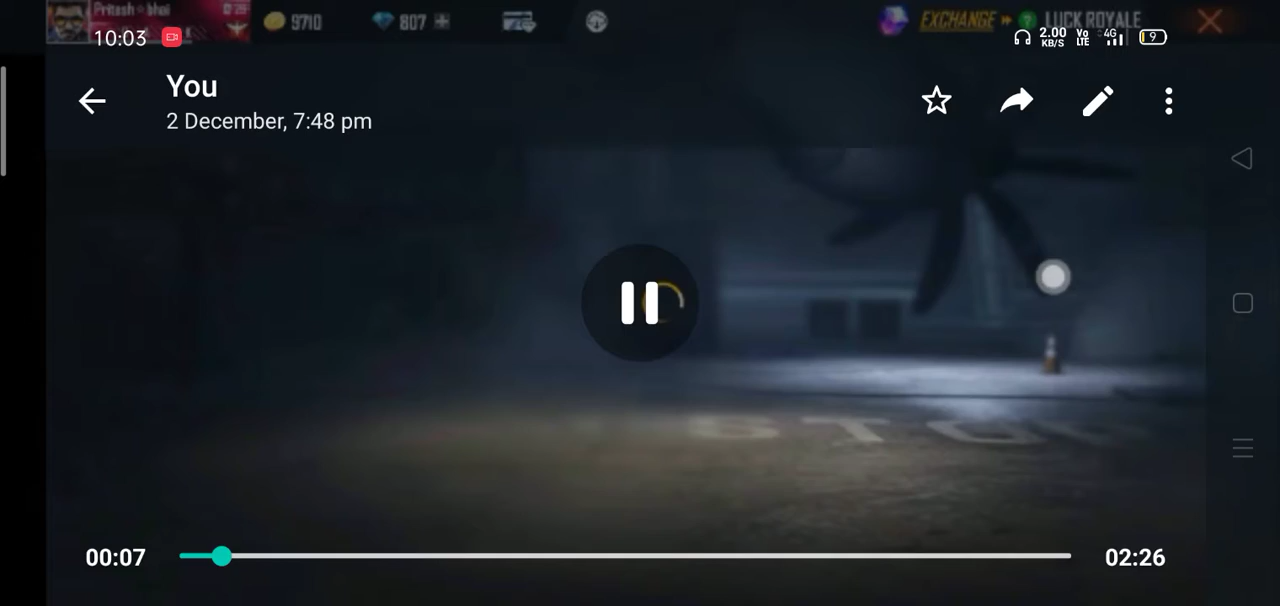 Pritash bhai
9710
807
EXCHANGE
LUCK ROYALE
10:03
2.00
KB/S
Vo
LTE
4G
9
You
2 December, 7:48 pm
00:07
02:26